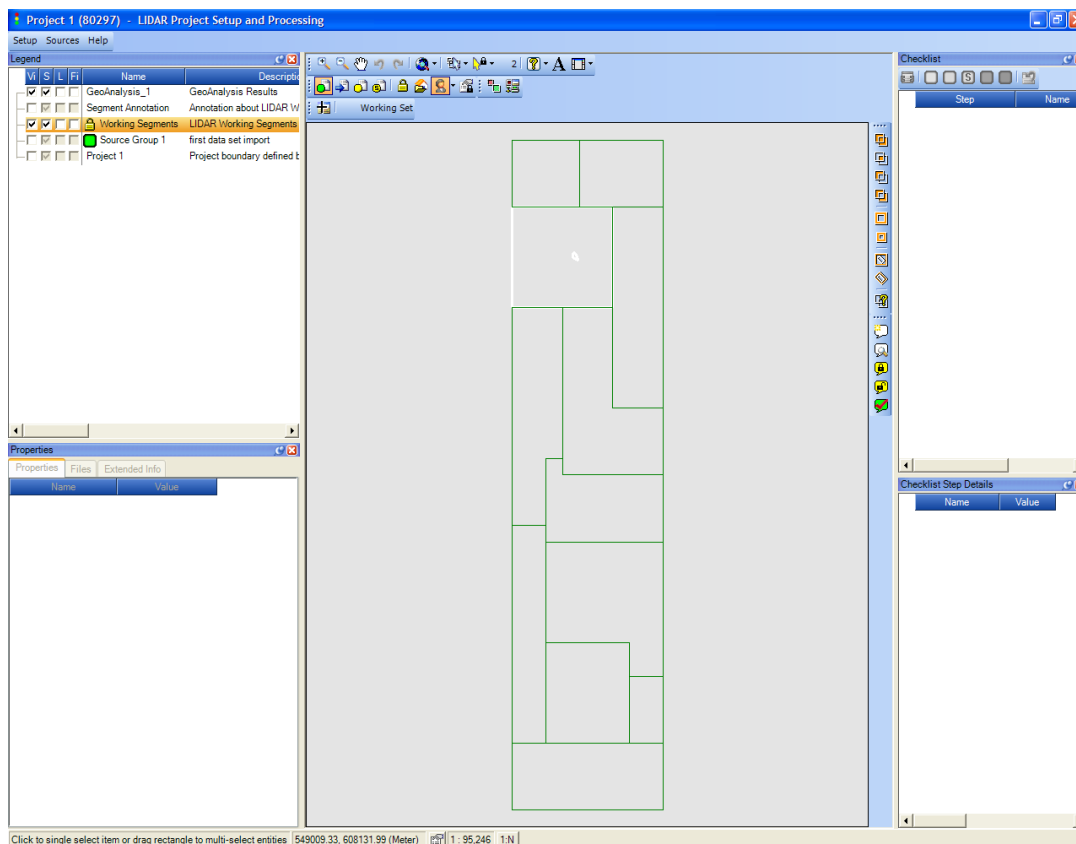 Project 1 (80297) - LIDAR Project Setup and Processing
Setup Sources Help
Legend
Vi S L Fi Name Descriptic
GeoAnalysis_1 GeoAnalysis Results
Segment Annotation Annotation about LIDAR W
Working Segments LIDAR Working Segments
Source Group 1 first data set import
Project 1 Project boundary defined b
Properties
Properties Files Extended Info
Name Value
2 A
Working Set
Checklist
S
Step Name
Checklist Step Details
Name Value
Click to single select item or drag rectangle to multi-select entities 549009.33, 608131.99 (Meter) 1 : 95,246 1:N